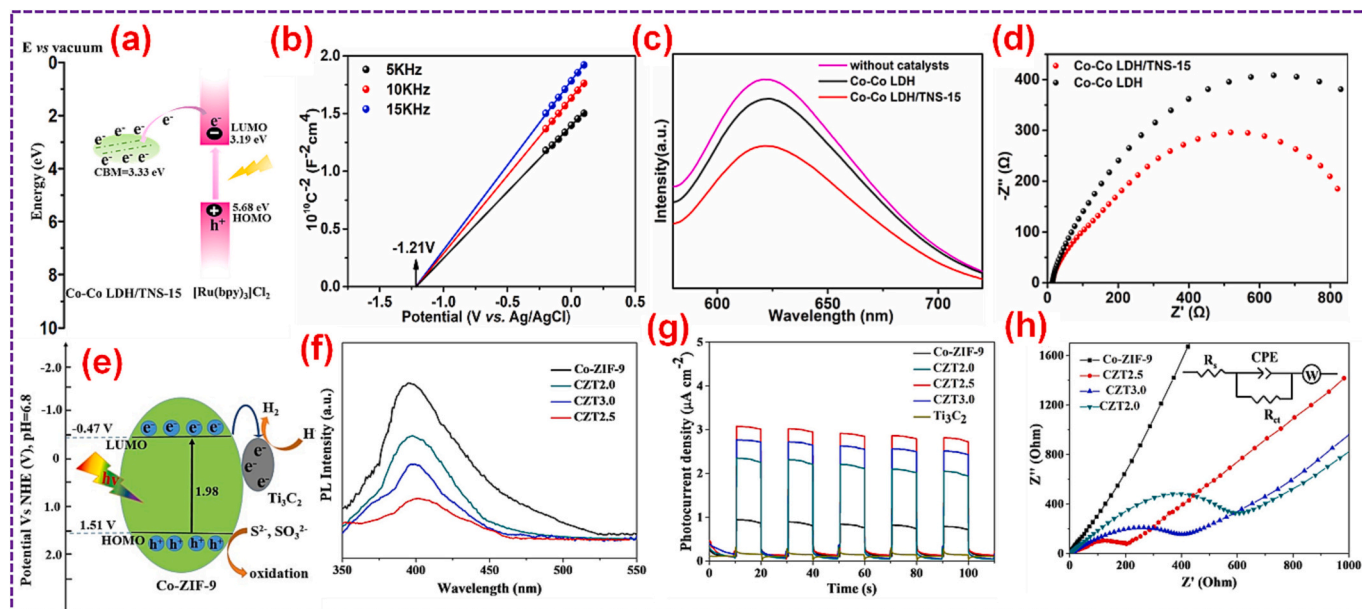 (a)
E vs vacuum
0
2
4
6
8
10
Energy (eV)
e⁻ e⁻ e⁻
e⁻ e⁻ e⁻
CBM=3.33 eV
e⁻
e⁻
LUMO
3.19 eV
5.68 eV
HOMO
h⁺
Co-Co LDH/TNS-15
[Ru(bpy)₃]Cl₂
(b)
5KHz
10KHz
15KHz
10¹⁰C⁻² (F⁻²cm⁴)
2.0
1.5
1.0
0.5
0.0
-1.21V
-1.5 -1.0 -0.5 0.0 0.5
Potential (V vs. Ag/AgCl)
(c)
without catalysts
Co-Co LDH
Co-Co LDH/TNS-15
Intensity(a.u.)
600 650 700
Wavelength (nm)
(d)
Co-Co LDH/TNS-15
Co-Co LDH
-Z'' (Ω)
400
300
200
100
0
0 200 400 600 800
Z' (Ω)
(e)
Potential Vs NHE (V), pH=6.8
-2.0
-1.0
0
1.0
2.0
-0.47 V
LUMO
e⁻ e⁻ e⁻ e⁻
H₂
H
e⁻
e⁻
e⁻
Ti₃C₂
hν
1.98
1.51 V
HOMO
h⁺ h⁺ h⁺ h⁺
S²⁻, SO₃²⁻
oxidation
Co-ZIF-9
(f)
Co-ZIF-9
CZT2.0
CZT3.0
CZT2.5
PL Intensity (a.u.)
350 400 450 500 550
Wavelength (nm)
(g)
Co-ZIF-9
CZT2.0
CZT2.5
CZT3.0
Ti₃C₂
Photocurrent density (μA cm⁻²)
5
4
3
2
1
0
0 20 40 60 80 100
Time (s)
(h)
Co-ZIF-9
CZT2.5
CZT3.0
CZT2.0
Rs
CPE
W
Rct
Z'' (Ohm)
1600
1200
800
400
0
0 200 400 600 800 1000
Z' (Ohm)